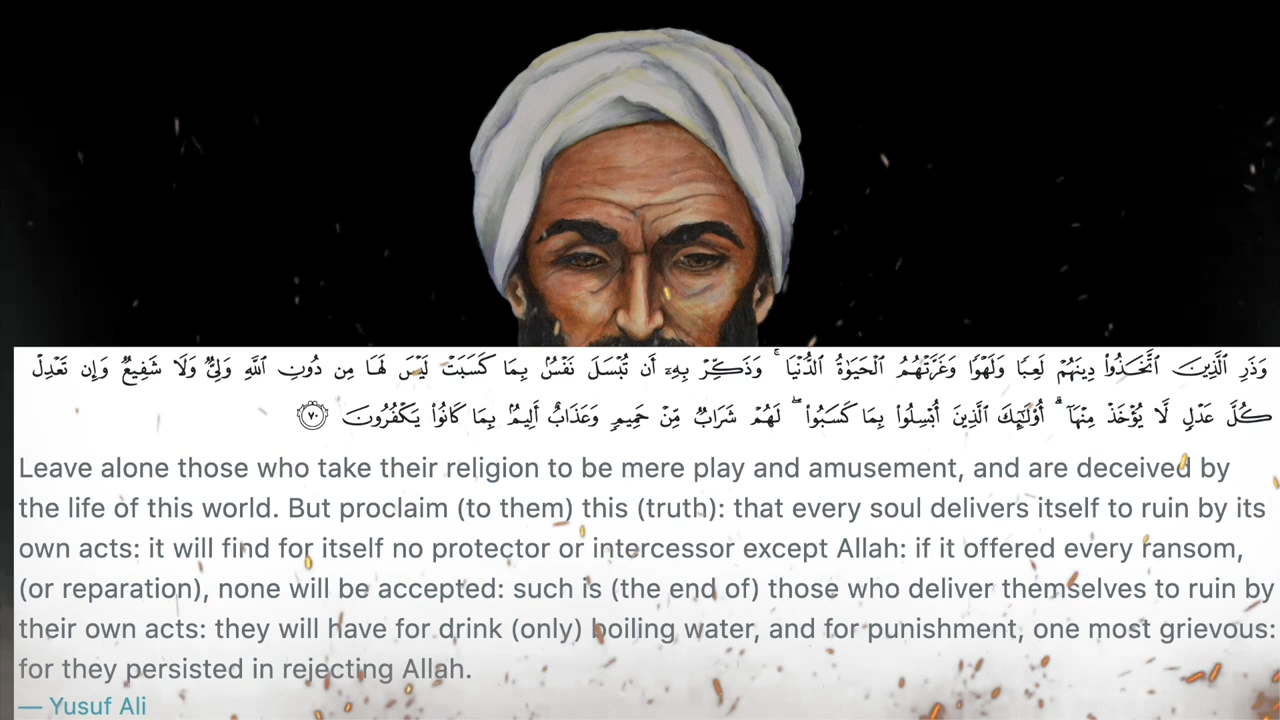 وَذَرِ ٱلَّذِينَ ٱتَّخَذُوا۟ دِينَهُمْ لَعِبًا وَلَهْوًا وَغَرَّتْهُمُ ٱلْحَيَوٰةُ ٱلدُّنْيَا ۚ وَذَكِّرْ بِهِۦٓ أَن تُبْسَلَ نَفْسٌۢ بِمَا كَسَبَتْ لَيْسَ لَهَا مِن دُونِ ٱللَّهِ وَلِىٌّ وَلَا شَفِيعٌ وَإِن تَعْدِلْ
كُلَّ عَدْلٍ لَّا يُؤْخَذْ مِنْهَآ ۗ أُو۟لَـٰٓئِكَ ٱلَّذِينَ أُبْسِلُوا۟ بِمَا كَسَبُوا۟ ۖ لَهُمْ شَرَابٌ مِّنْ حَمِيمٍ وَعَذَابٌ أَلِيمٌۢ بِمَا كَانُوا۟ يَكْفُرُونَ ٧٠
Leave alone those who take their religion to be mere play and amusement, and are deceived by
the life of this world. But proclaim (to them) this (truth): that every soul delivers itself to ruin by its
own acts: it will find for itself no protector or intercessor except Allah: if it offered every ransom,
(or reparation), none will be accepted: such is (the end of) those who deliver themselves to ruin by
their own acts: they will have for drink (only) boiling water, and for punishment, one most grievous:
for they persisted in rejecting Allah.
— Yusuf Ali